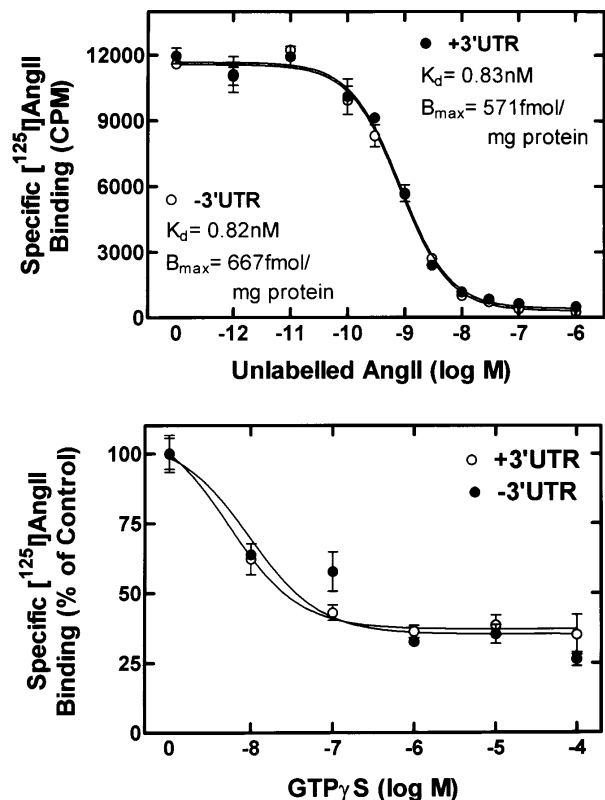 12000
9000
6000
3000
0
Specific [125I]AngII
Binding (CPM)
+3'UTR
Kd = 0.83nM
Bmax = 571fmol/
mg protein
-3'UTR
Kd = 0.82nM
Bmax = 667fmol/
mg protein
0 -12 -11 -10 -9 -8 -7 -6
Unlabelled AngII (log M)
100
75
50
25
0
Specific [125I]AngII
Binding (% of Control)
+3'UTR
-3'UTR
0 -8 -7 -6 -5 -4
GTPγS (log M)